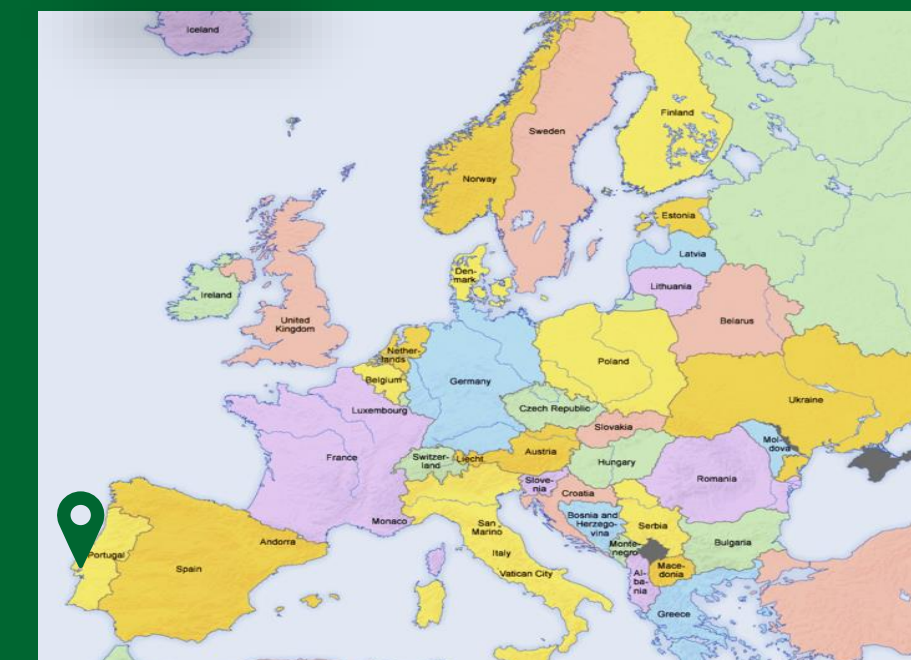 Iceland
Finland
Sweden
Norway
Estonia
Latvia
Den-
mark
Lithuania
Ireland
United
Kingdom
Belarus
Nether-
lands
Poland
Belgium
Germany
Ukraine
Luxembourg
Czech Republic
Slovakia
Mol-
dova
France
Switzer-
land
Liecht.
Austria
Hungary
Romania
Slove-
nia
Croatia
Monaco
San
Marino
Bosnia and
Herzego-
vina
Serbia
Andorra
Italy
Monte-
negro
Bulgaria
Portugal
Spain
Vatican City
Al-
ba-
nia
Mace-
donia
Greece